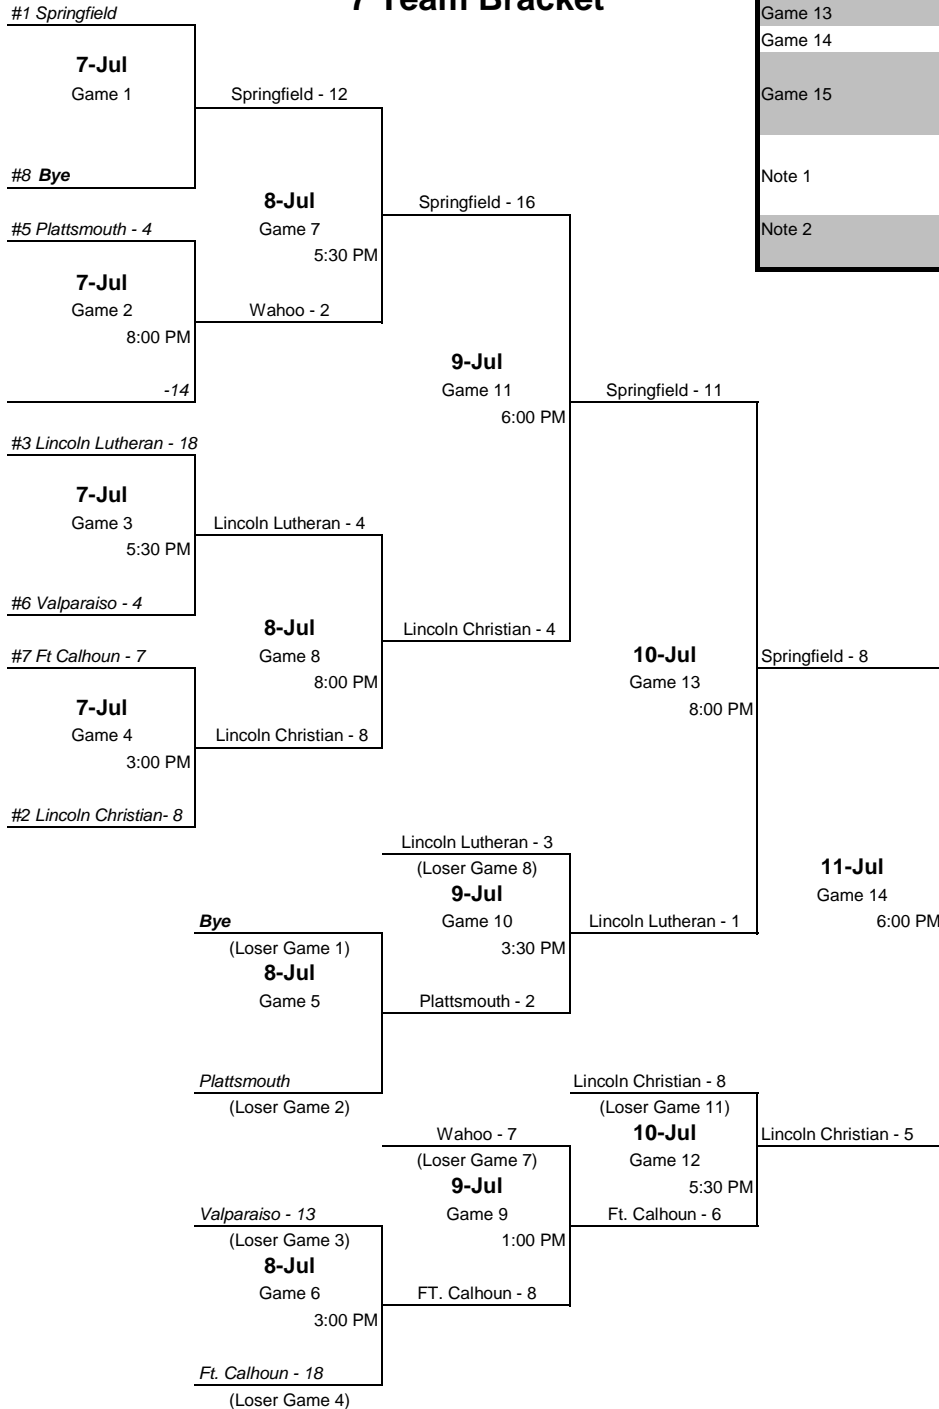 7 Team Bracket
#1 Springfield
7-Jul
Game 1
#8 Bye
Springfield - 12
#5 Plattsmouth - 4
7-Jul
Game 2
8:00 PM
-14
8-Jul
Game 7
5:30 PM
Wahoo - 2
Springfield - 16
#3 Lincoln Lutheran - 18
7-Jul
Game 3
5:30 PM
#6 Valparaiso - 4
Lincoln Lutheran - 4
9-Jul
Game 11
6:00 PM
Springfield - 11
#7 Ft Calhoun - 7
7-Jul
Game 4
3:00 PM
#2 Lincoln Christian- 8
8-Jul
Game 8
8:00 PM
Lincoln Christian - 8
Lincoln Christian - 4
10-Jul
Game 13
8:00 PM
Springfield - 8
Lincoln Lutheran - 3
(Loser Game 8)
9-Jul
Game 10
3:30 PM
Lincoln Lutheran - 1
11-Jul
Game 14
6:00 PM
Bye
(Loser Game 1)
8-Jul
Game 5
Plattsmouth - 2
Plattsmouth
(Loser Game 2)
Lincoln Christian - 8
(Loser Game 11)
10-Jul
Game 12
5:30 PM
Lincoln Christian - 5
Wahoo - 7
(Loser Game 7)
9-Jul
Game 9
1:00 PM
Ft. Calhoun - 6
Valparaiso - 13
(Loser Game 3)
8-Jul
Game 6
3:00 PM
FT. Calhoun - 8
Ft. Calhoun - 18
(Loser Game 4)
Game 13
Game 14
Game 15
Note 1
Note 2